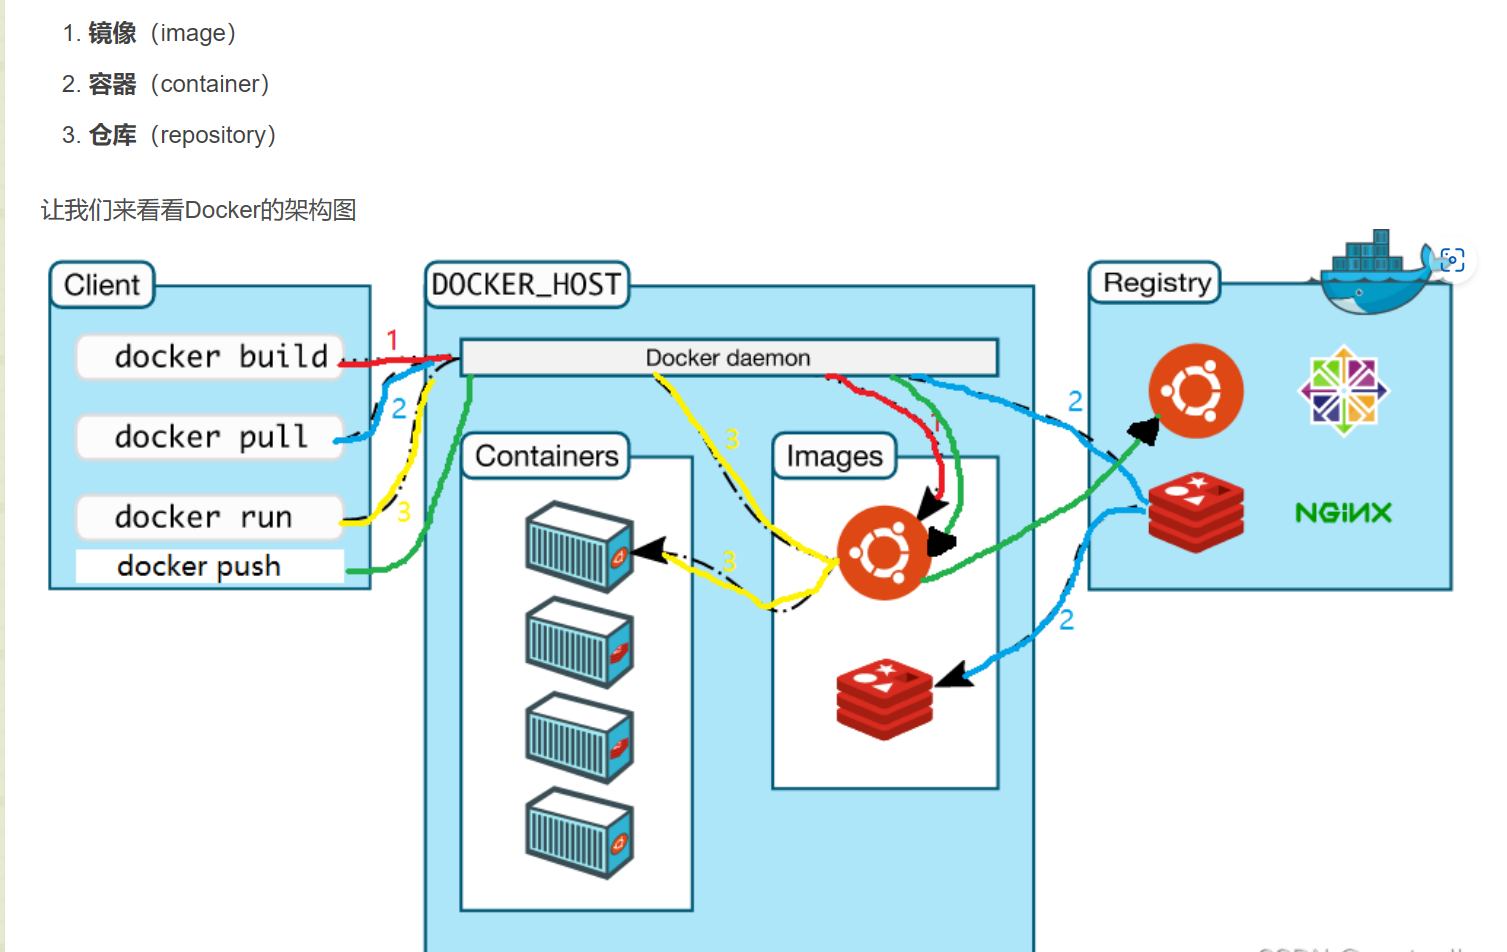 1. 镜像（image）
2. 容器（container）
3. 仓库（repository）
让我们来看看Docker的架构图
Client
DOCKER_HOST
Registry
docker build
1
Docker daemon
docker pull
2
docker run
3
docker push
Containers
3
3
Images
1
2
2
NGiNX